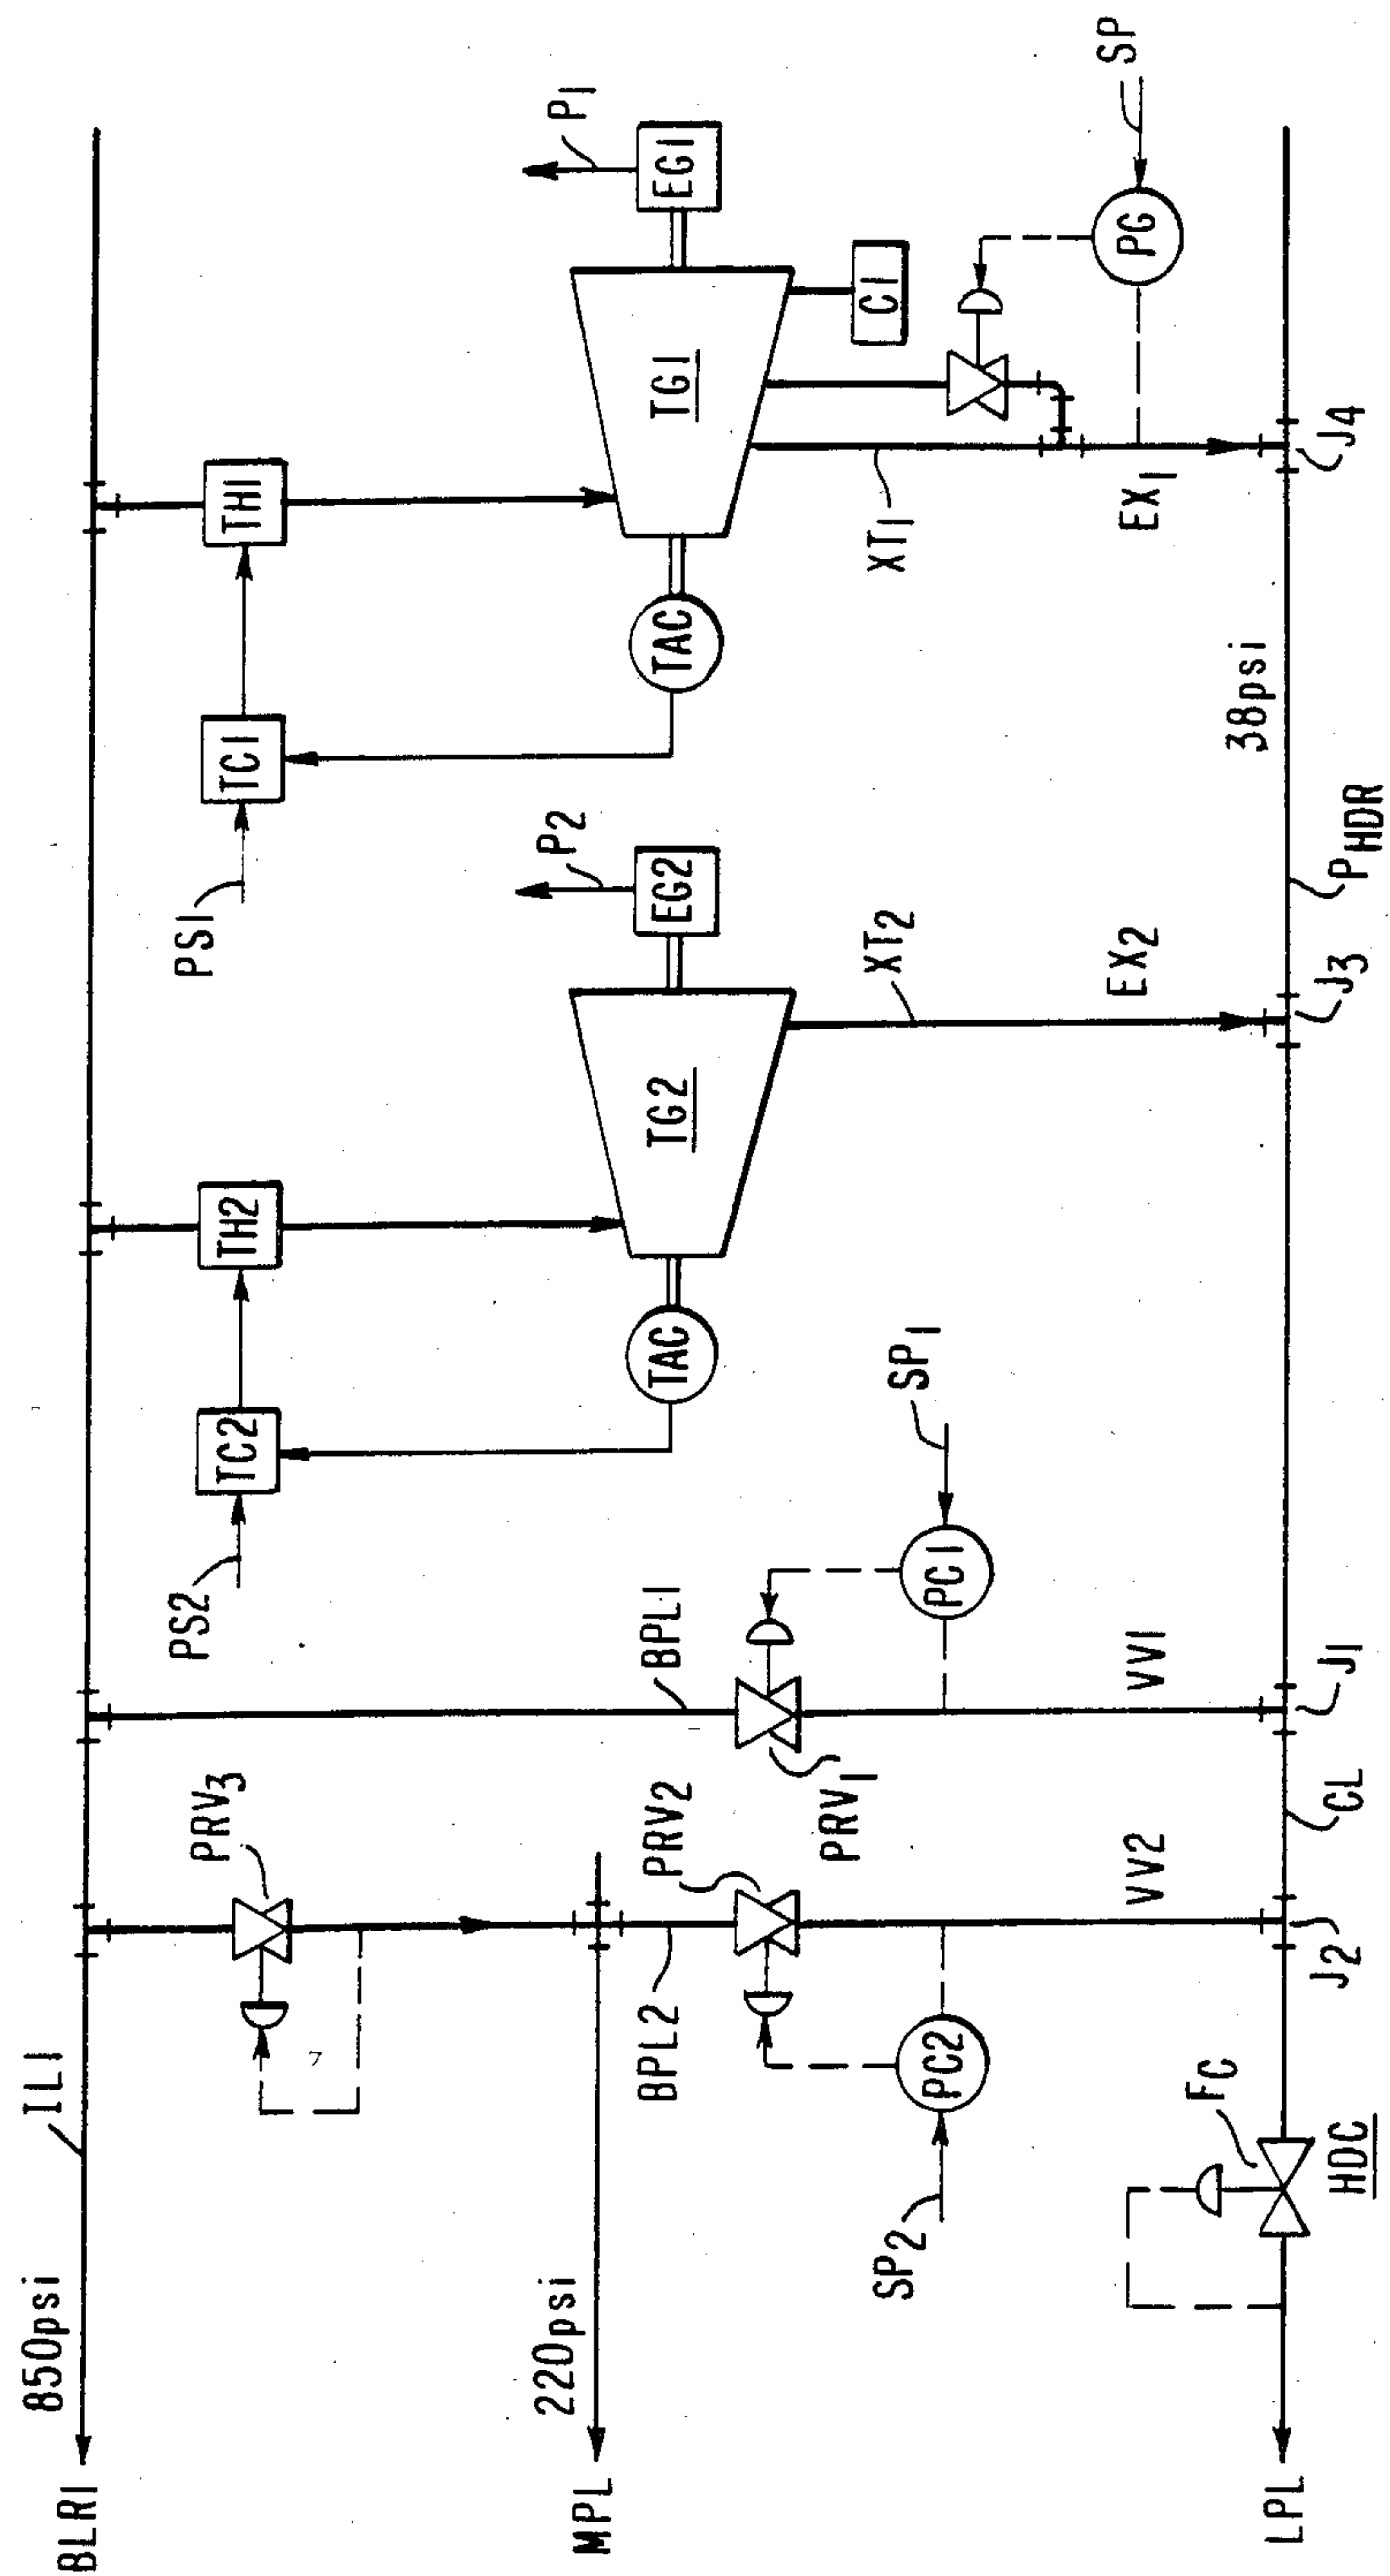 BLR1
850psi
IL1
PRV3
PS2
TC2
TH2
PS1
TC1
TH1
MPL
220psi
BPL2
PRV2
BPL1
PRV1
TAC
TG2
EG2
P2
TAC
TG1
EG1
P1
SP2
PC2
PC1
SP1
XT2
XT1
C1
VV2
VV1
EX2
EX1
PG
SP
LPL
HDC
FC
J2
CL
J1
J3
PHDR
38psi
J4